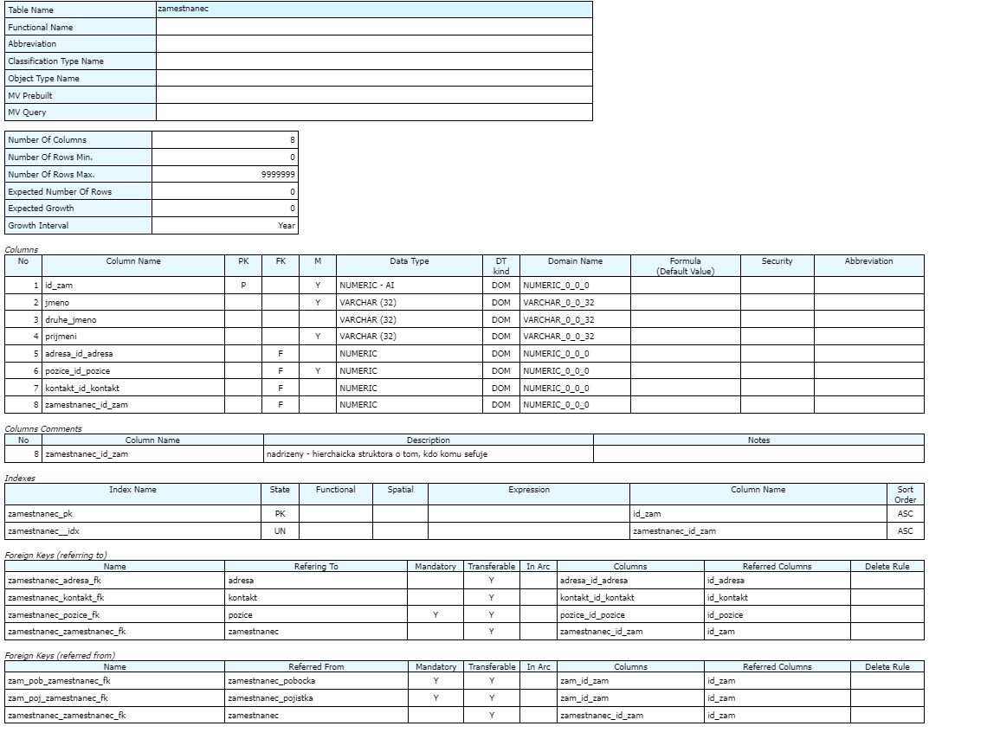 Table Name zamestnanec
Functional Name
Abbreviation
Classification Type Name
Object Type Name
MV Prebuilt
MV Query
Number Of Columns 8
Number Of Rows Min. 0
Number Of Rows Max. 9999999
Expected Number Of Rows 0
Expected Growth 0
Growth Interval Year
Columns
No Column Name PK FK M Data Type DT kind Domain Name Formula (Default Value) Security Abbreviation
1 id_zam P Y NUMERIC - AI DOM NUMERIC_0_0_0
2 jmeno Y VARCHAR (32) DOM VARCHAR_0_0_32
3 druhe_jmeno VARCHAR (32) DOM VARCHAR_0_0_32
4 prijmeni Y VARCHAR (32) DOM VARCHAR_0_0_32
5 adresa_id_adresa F NUMERIC DOM NUMERIC_0_0_0
6 pozice_id_pozice F Y NUMERIC DOM NUMERIC_0_0_0
7 kontakt_id_kontakt F NUMERIC DOM NUMERIC_0_0_0
8 zamestnanec_id_zam F NUMERIC DOM NUMERIC_0_0_0
Columns Comments
No Column Name Description Notes
8 zamestnanec_id_zam nadrizeny - hierchaicka struktora o tom, kdo komu sefuje
Indexes
Index Name State Functional Spatial Expression Column Name Sort Order
zamestnanec_pk PK id_zam ASC
zamestnanec__idx UN zamestnanec_id_zam ASC
Foreign Keys (referring to)
Name Refering To Mandatory Transferable In Arc Columns Referred Columns Delete Rule
zamestnanec_adresa_fk adresa Y adresa_id_adresa id_adresa
zamestnanec_kontakt_fk kontakt Y kontakt_id_kontakt id_kontakt
zamestnanec_pozice_fk pozice Y Y pozice_id_pozice id_pozice
zamestnanec_zamestnanec_fk zamestnanec Y zamestnanec_id_zam id_zam
Foreign Keys (referred from)
Name Referred From Mandatory Transferable In Arc Columns Referred Columns Delete Rule
zam_pob_zamestnanec_fk zamestnanec_pobocka Y Y zam_id_zam id_zam
zam_poj_zamestnanec_fk zamestnanec_pojistka Y Y zam_id_zam id_zam
zamestnanec_zamestnanec_fk zamestnanec Y zamestnanec_id_zam id_zam